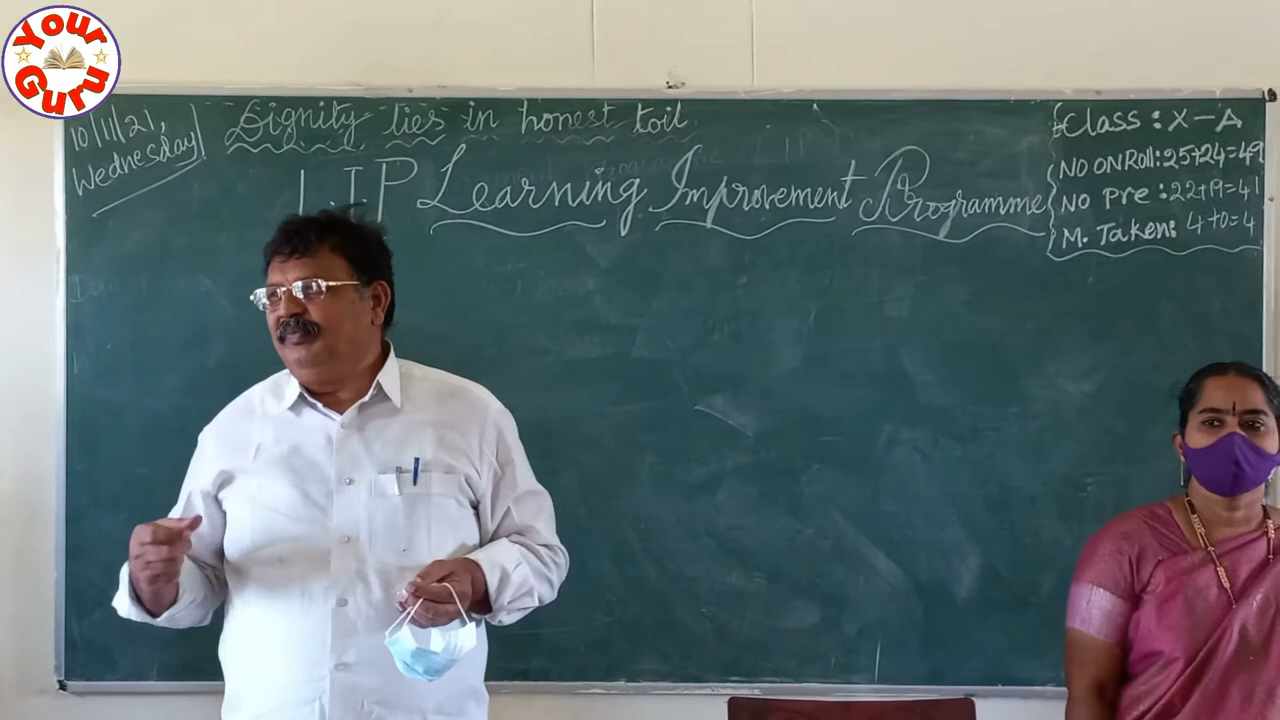 Your
Guru
10/11/21,
Wednesday
Dignity lies in honest toil
L.I.P Learning Improvement Programme
Class : X-A
NO ON Roll: 25+24=49
NO Pre : 22+19=41
M. Taken: 4+0=4